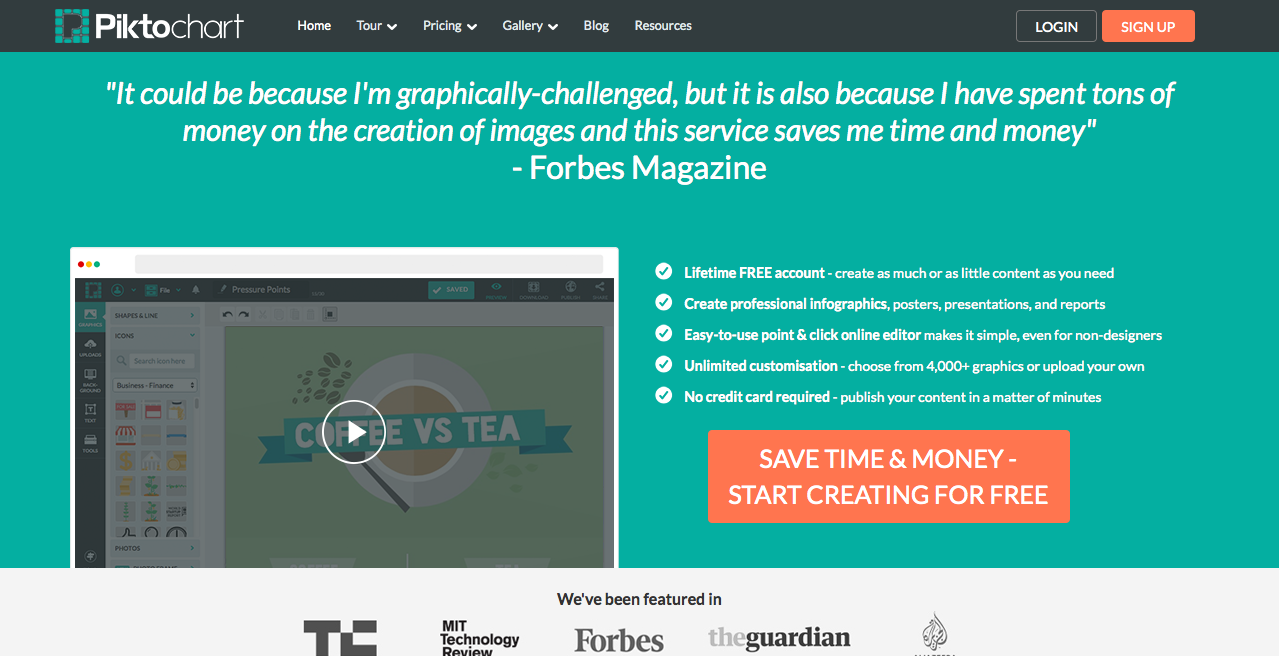 Piktochart
Home
Tour
Pricing
Gallery
Blog
Resources
LOGIN
SIGN UP
"It could be because I'm graphically-challenged, but it is also because I have spent tons of
money on the creation of images and this service saves me time and money"
- Forbes Magazine
File
Pressure Points
SAVED
PREVIEW
DOWNLOAD
PUBLISH
SHARE
GRAPHICS
UPLOADS
BACK-
GROUND
TEXT
TOOLS
SHAPES & LINE
ICONS
Search icon here
Business - Finance
PHOTOS
COFFEE VS TEA
COFFEE
TEA
Lifetime FREE account - create as much or as little content as you need
Create professional infographics, posters, presentations, and reports
Easy-to-use point & click online editor makes it simple, even for non-designers
Unlimited customisation - choose from 4,000+ graphics or upload your own
No credit card required - publish your content in a matter of minutes
SAVE TIME & MONEY -
START CREATING FOR FREE
We've been featured in
MIT
Technology
Review
Forbes
theguardian